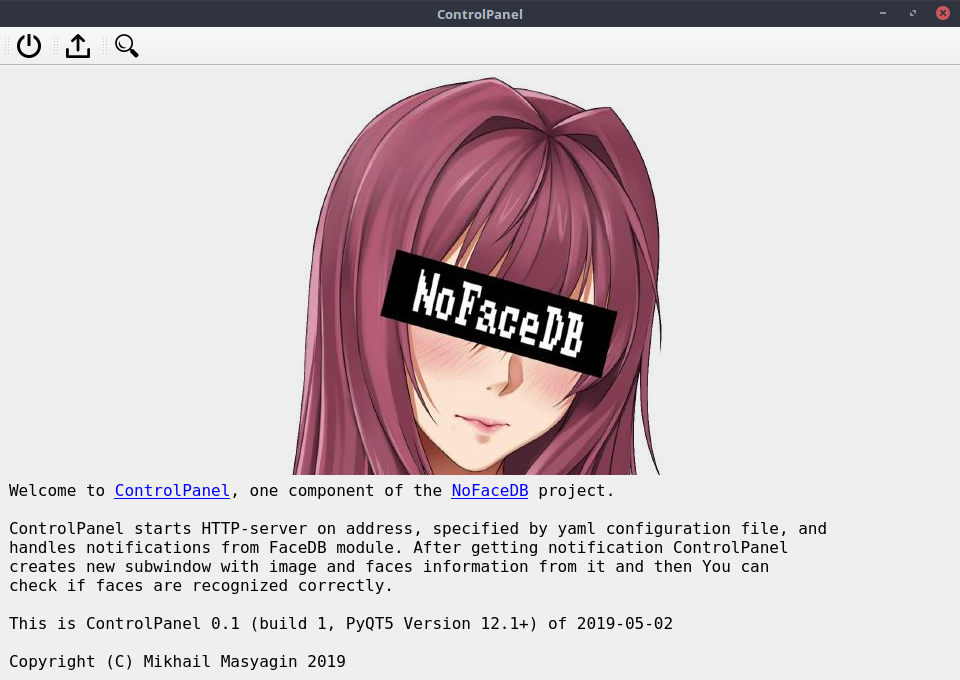 ControlPanel
NoFaceDB
Welcome to ControlPanel, one component of the NoFaceDB project.
ControlPanel starts HTTP-server on address, specified by yaml configuration file, and
handles notifications from FaceDB module. After getting notification ControlPanel
creates new subwindow with image and faces information from it and then You can
check if faces are recognized correctly.
This is ControlPanel 0.1 (build 1, PyQT5 Version 12.1+) of 2019-05-02
Copyright (C) Mikhail Masyagin 2019